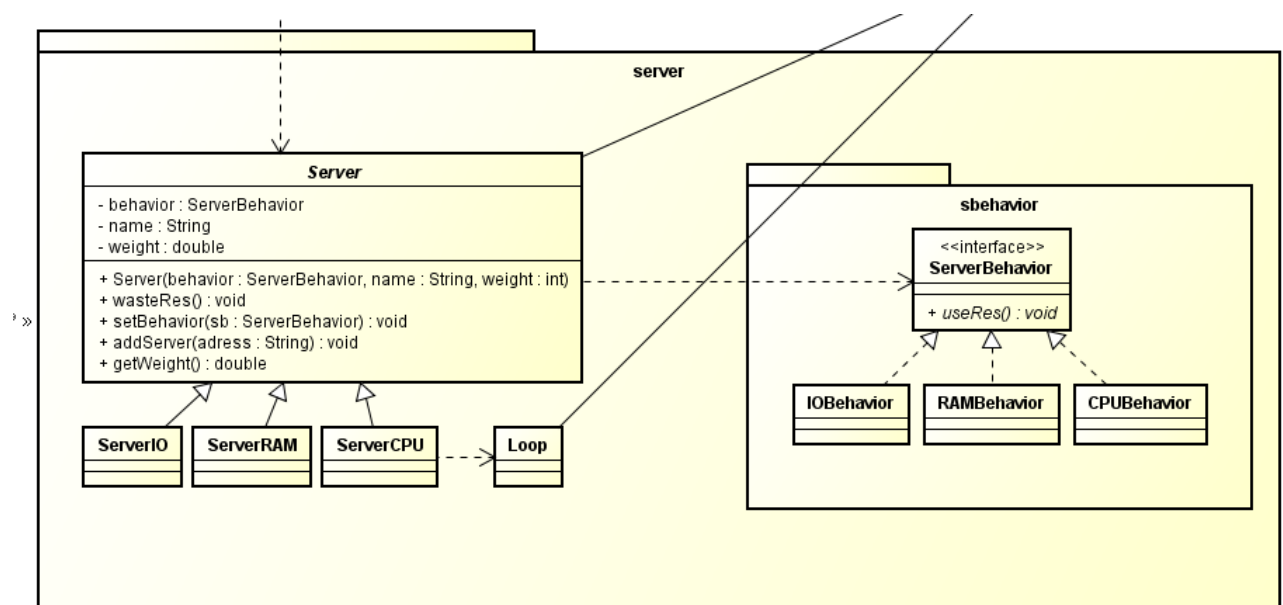 server
Server
- behavior : ServerBehavior
- name : String
- weight : double
+ Server(behavior : ServerBehavior, name : String, weight : int)
+ wasteRes() : void
+ setBehavior(sb : ServerBehavior) : void
+ addServer(adress : String) : void
+ getWeight() : double
ServerIO
ServerRAM
ServerCPU
Loop
sbehavior
<<interface>>
ServerBehavior
+ useRes() : void
IOBehavior
RAMBehavior
CPUBehavior
»